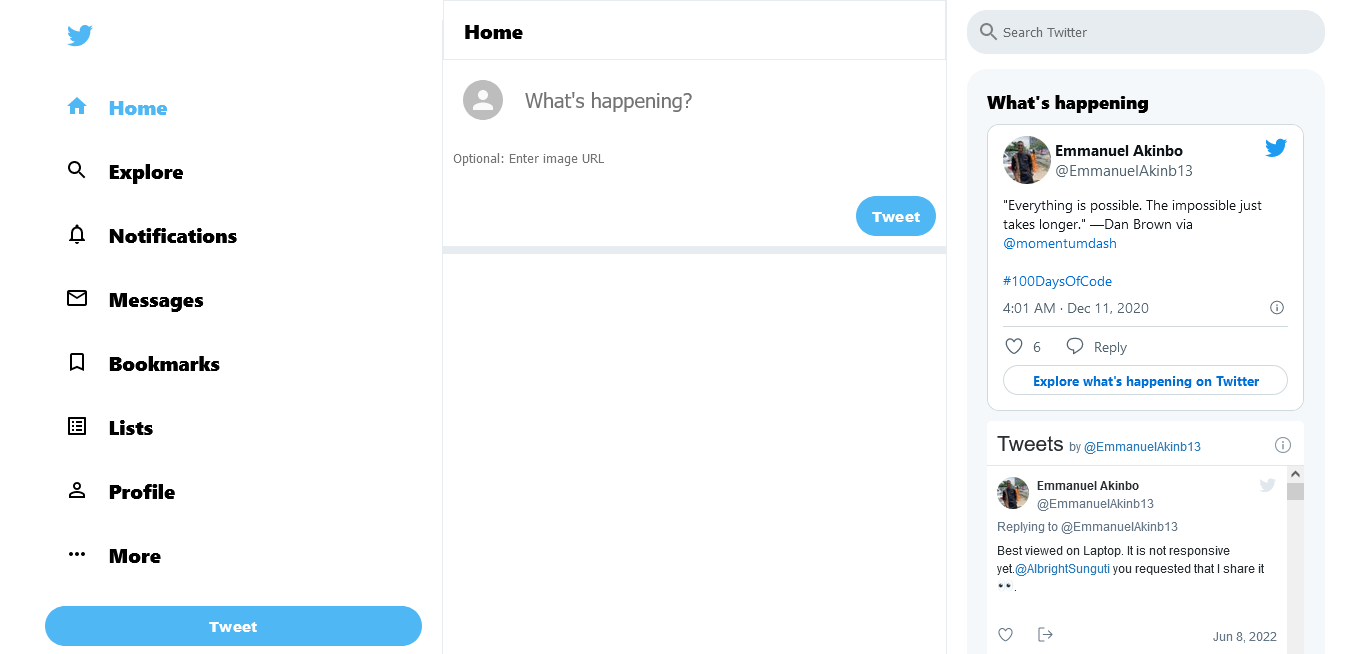 Home
Explore
Notifications
Messages
Bookmarks
Lists
Profile
More
Tweet
Home
What's happening?
Optional: Enter image URL
Tweet
Search Twitter
What's happening
Emmanuel Akinbo
@EmmanuelAkinb13
"Everything is possible. The impossible just
takes longer." —Dan Brown via
@momentumdash
#100DaysOfCode
4:01 AM · Dec 11, 2020
6 Reply
Explore what's happening on Twitter
Tweets by @EmmanuelAkinb13
Emmanuel Akinbo
@EmmanuelAkinb13
Replying to @EmmanuelAkinb13
Best viewed on Laptop. It is not responsive
yet.@AlbrightSunguti you requested that I share it
👀.
Jun 8, 2022